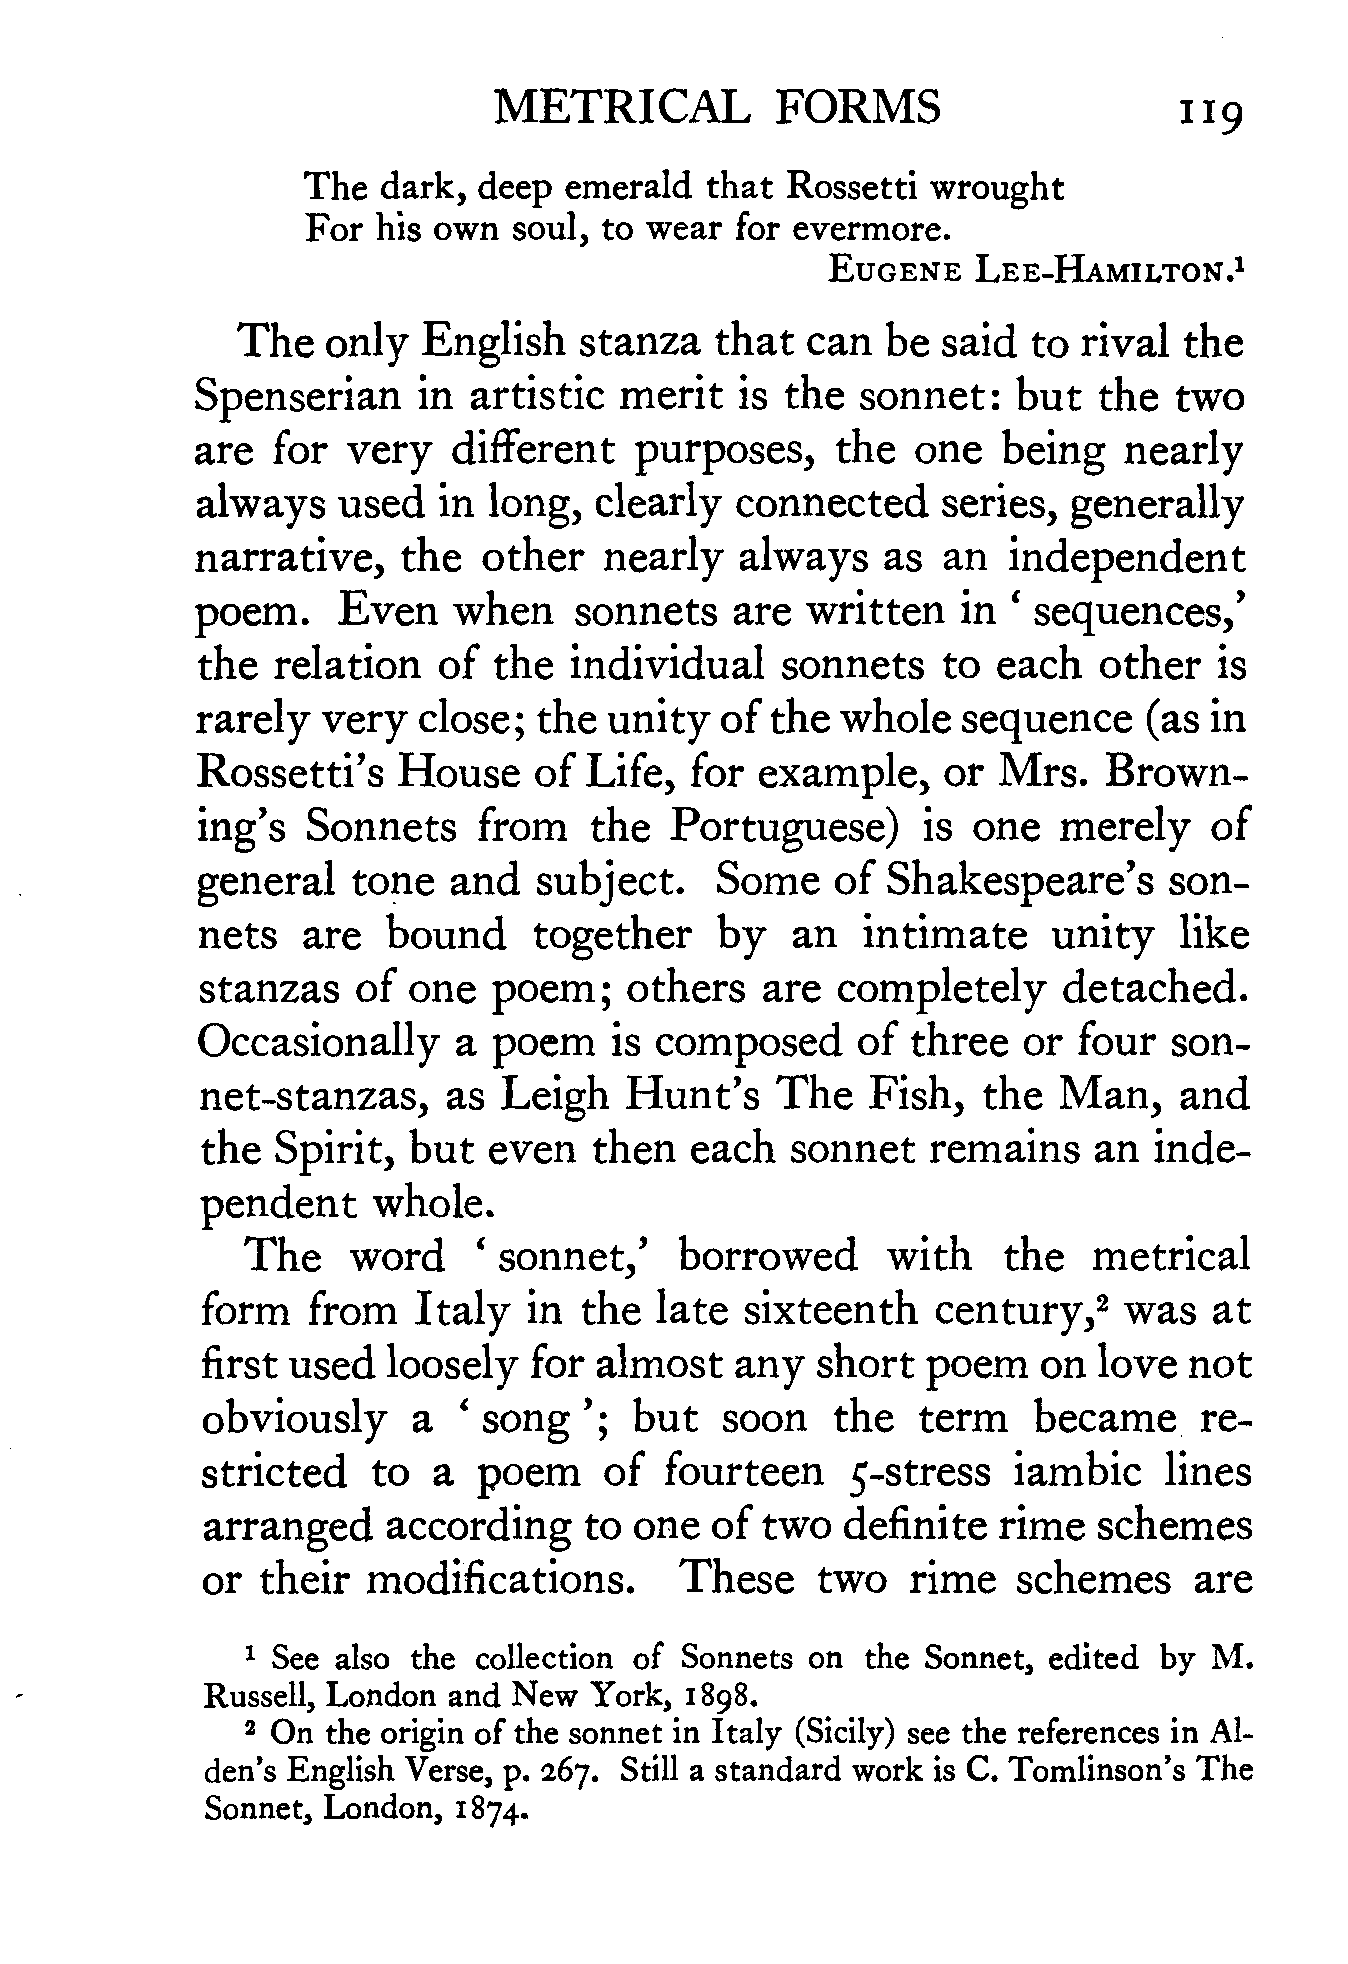 METRICAL FORMS 119
The dark, deep emerald that Rossetti wrought
For his own soul, to wear for evermore.
EUGENE LEE-HAMILTON.¹
The only English stanza that can be said to rival the
Spenserian in artistic merit is the sonnet: but the two
are for very different purposes, the one being nearly
always used in long, clearly connected series, generally
narrative, the other nearly always as an independent
poem. Even when sonnets are written in ‘ sequences,’
the relation of the individual sonnets to each other is
rarely very close; the unity of the whole sequence (as in
Rossetti’s House of Life, for example, or Mrs. Brown-
ing’s Sonnets from the Portuguese) is one merely of
general tone and subject. Some of Shakespeare’s son-
nets are bound together by an intimate unity like
stanzas of one poem; others are completely detached.
Occasionally a poem is composed of three or four son-
net-stanzas, as Leigh Hunt’s The Fish, the Man, and
the Spirit, but even then each sonnet remains an inde-
pendent whole.
The word ‘ sonnet,’ borrowed with the metrical
form from Italy in the late sixteenth century,² was at
first used loosely for almost any short poem on love not
obviously a ‘ song ’; but soon the term became re-
stricted to a poem of fourteen 5-stress iambic lines
arranged according to one of two definite rime schemes
or their modifications. These two rime schemes are
¹ See also the collection of Sonnets on the Sonnet, edited by M.
Russell, London and New York, 1898.
² On the origin of the sonnet in Italy (Sicily) see the references in Al-
den’s English Verse, p. 267. Still a standard work is C. Tomlinson’s The
Sonnet, London, 1874.